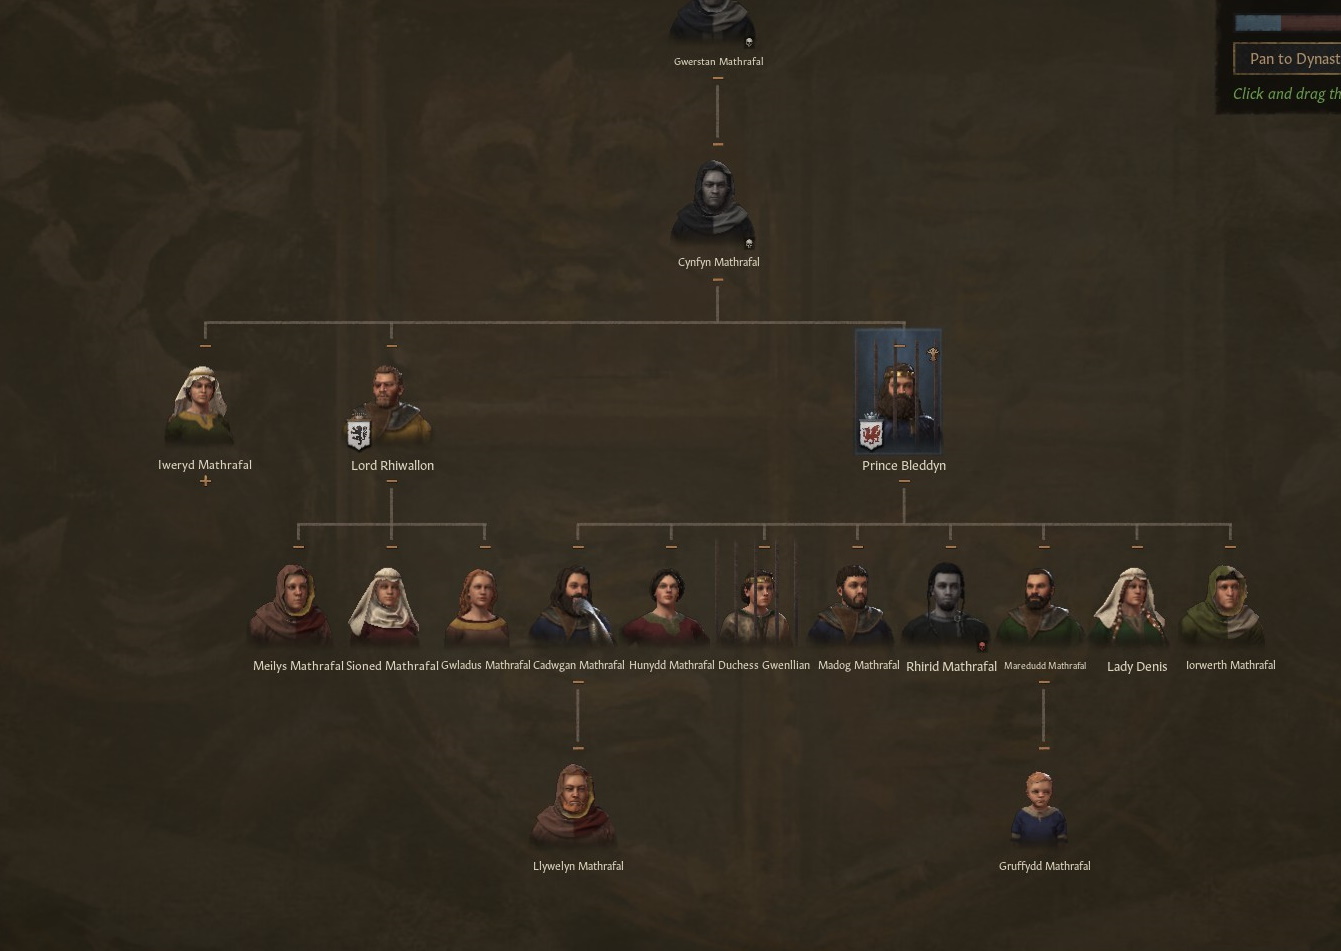 Gwerstan Mathrafal
Pan to Dynast
Click and drag th
Cynfyn Mathrafal
Iweryd Mathrafal
Lord Rhiwallon
Prince Bleddyn
Meilys Mathrafal
Sioned Mathrafal
Gwladus Mathrafal
Cadwgan Mathrafal
Hunydd Mathrafal
Duchess Gwenllian
Madog Mathrafal
Rhirid Mathrafal
Maredudd Mathrafal
Lady Denis
Iorwerth Mathrafal
Llywelyn Mathrafal
Gruffydd Mathrafal